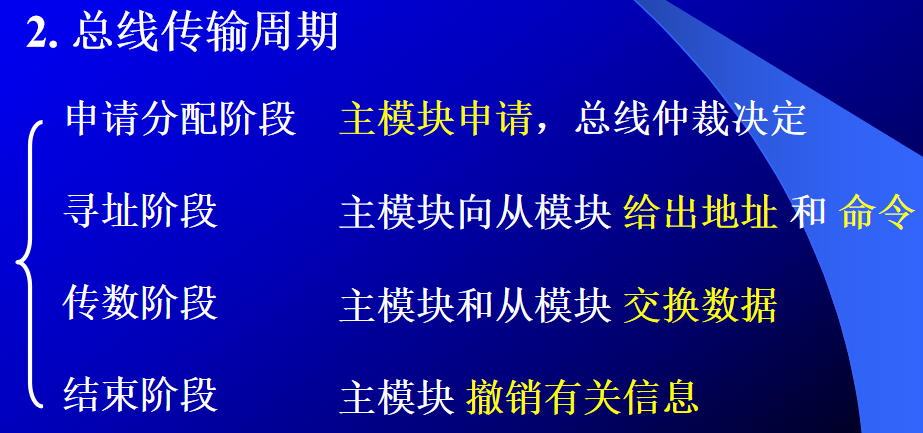 2. 总线传输周期
申请分配阶段 主模块申请，总线仲裁决定
寻址阶段 主模块向从模块 给出地址 和 命令
传数阶段 主模块和从模块 交换数据
结束阶段 主模块 撤销有关信息